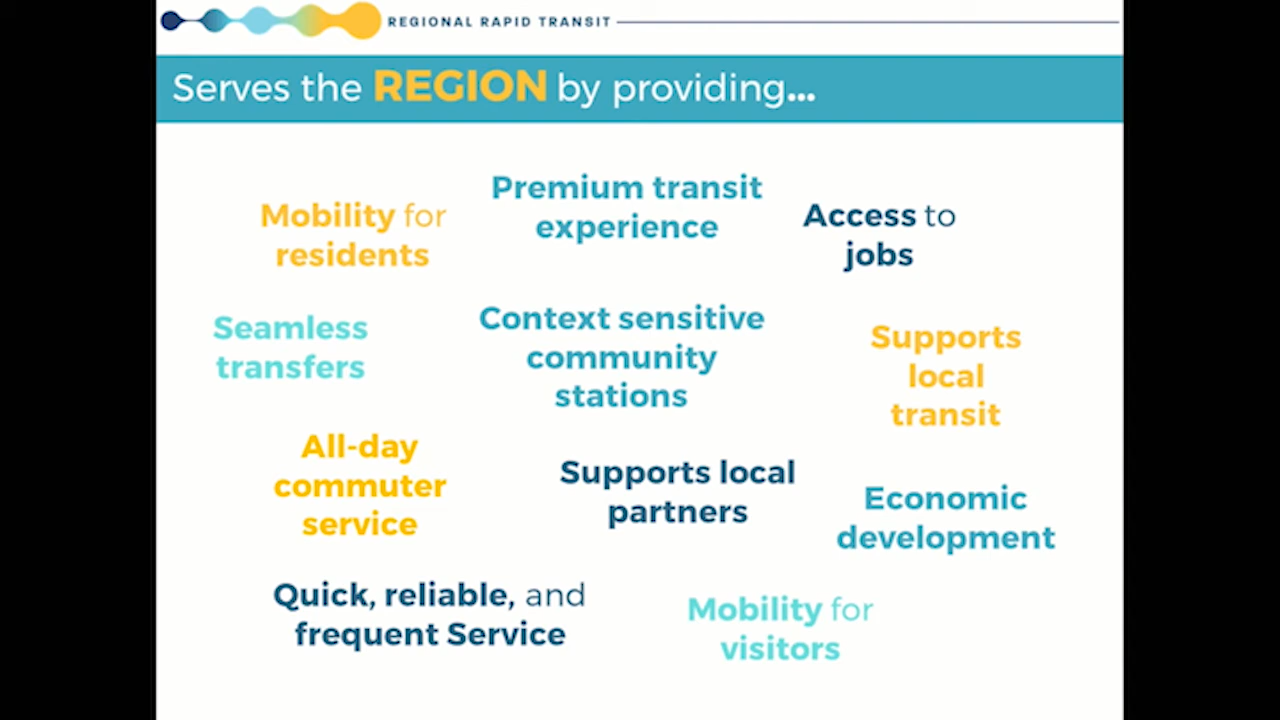 REGIONAL RAPID TRANSIT
Serves the REGION by providing...
Mobility for
residents
Premium transit
experience
Access to
jobs
Seamless
transfers
Context sensitive
community
stations
Supports
local
transit
All-day
commuter
service
Supports local
partners
Economic
development
Quick, reliable, and
frequent Service
Mobility for
visitors